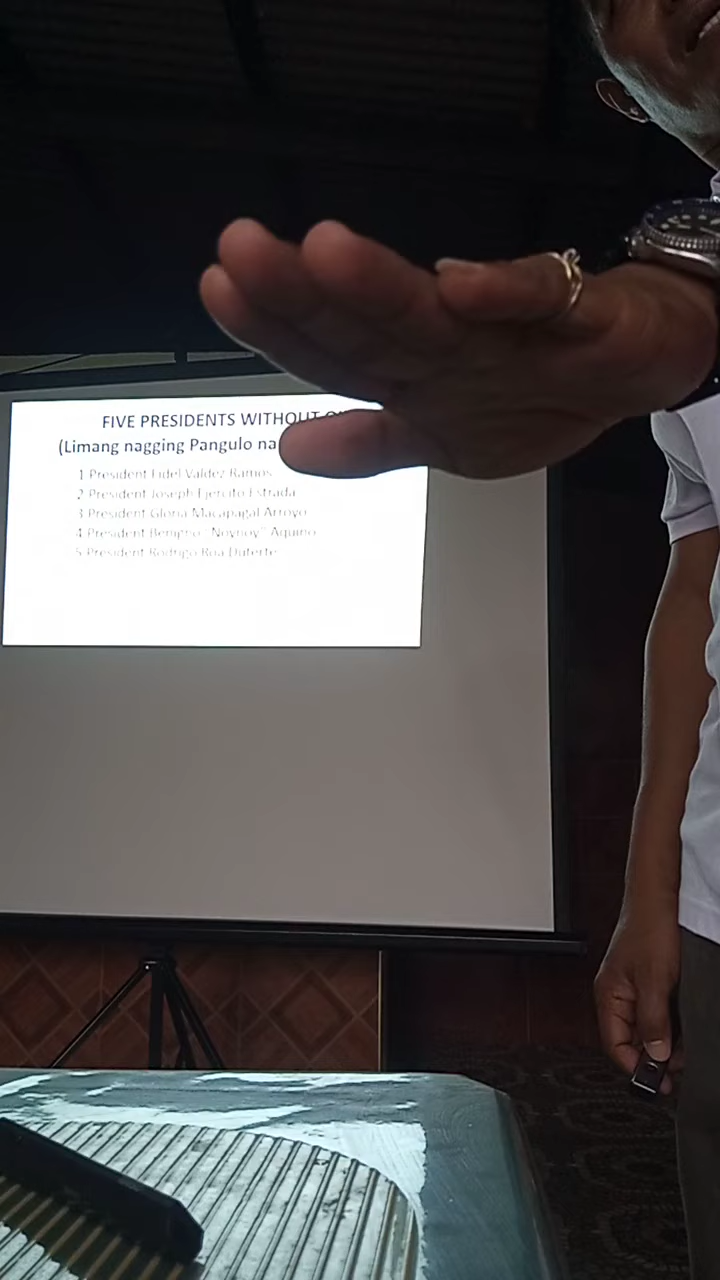 FIVE PRESIDENTS WITHOUT
(Limang nagging Pangulo na
1 President Fidel Valdez Ramos
2 President Joseph Ejercito Estrada
3 President Gloria Macapagal Arroyo
4 President Benigno "Noynoy" Aquino
5 President Rodrigo Roa Duterte